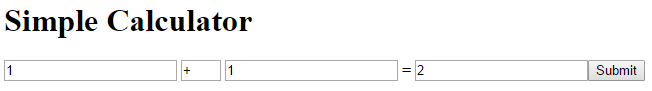 Simple Calculator
1 + 1 = 2 Submit